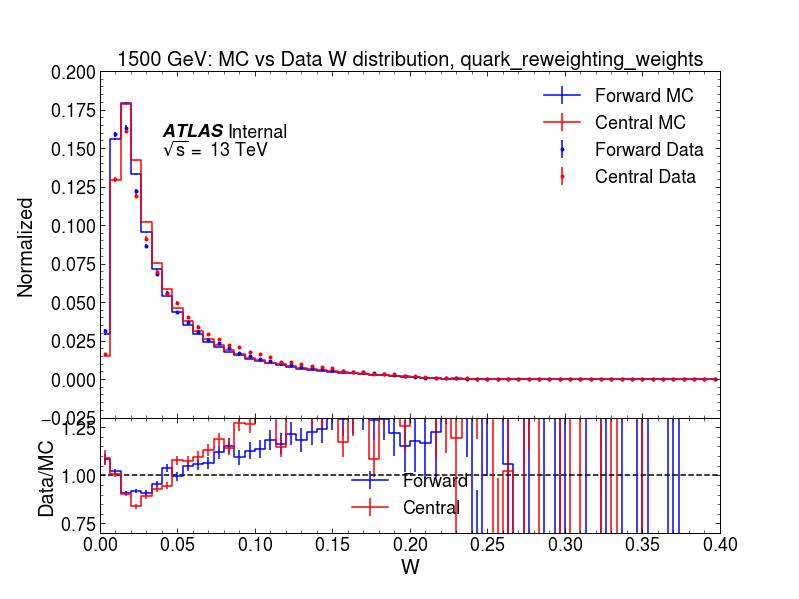 1500 GeV: MC vs Data W distribution, quark_reweighting_weights
0.200
0.175
0.150
0.125
0.100
0.075
0.050
0.025
0.000
−0.025
Normalized
ATLAS Internal
√s = 13 TeV
Forward MC
Central MC
Forward Data
Central Data
1.25
1.00
0.75
Data/MC
Forward
Central
0.00 0.05 0.10 0.15 0.20 0.25 0.30 0.35 0.40
W